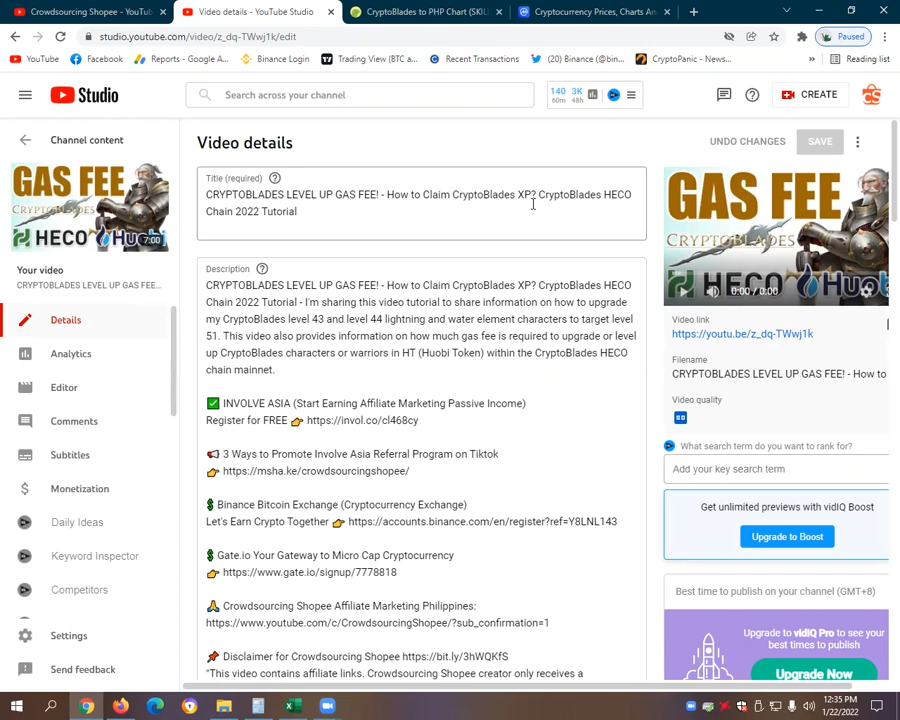 Crowdsourcing Shopee - YouTub
Video details - YouTube Studio
CryptoBlades to PHP Chart (SKIL
Cryptocurrency Prices, Charts An
studio.youtube.com/video/z_dq-TWwj1k/edit
Paused
YouTube
Facebook
Reports - Google A...
Binance Login
Trading View (BTC a...
Recent Transactions
(20) Binance (@bin...
CryptoPanic - News...
»
Reading list
Studio
Search across your channel
140 60m
3K 48h
CREATE
Channel content
Video details
UNDO CHANGES
SAVE
GAS FEE
CRYPTOBLADES
HECO Huobi
7:00
Your video
CRYPTOBLADES LEVEL UP GAS FEE...
Details
Analytics
Editor
Comments
Subtitles
Monetization
Daily Ideas
Keyword Inspector
Competitors
Settings
Send feedback
Title (required)
CRYPTOBLADES LEVEL UP GAS FEE! - How to Claim CryptoBlades XP? CryptoBlades HECO
Chain 2022 Tutorial
Description
CRYPTOBLADES LEVEL UP GAS FEE! - How to Claim CryptoBlades XP? CryptoBlades HECO
Chain 2022 Tutorial - I'm sharing this video tutorial to share information on how to upgrade
my CryptoBlades level 43 and level 44 lightning and water element characters to target level
51. This video also provides information on how much gas fee is required to upgrade or level
up CryptoBlades characters or warriors in HT (Huobi Token) within the CryptoBlades HECO
chain mainnet.
✅ INVOLVE ASIA (Start Earning Affiliate Marketing Passive Income)
Register for FREE 👉 https://invol.co/cl468cy
📢 3 Ways to Promote Involve Asia Referral Program on Tiktok
👉 https://msha.ke/crowdsourcingshopee/
💲 Binance Bitcoin Exchange (Cryptocurrency Exchange)
Let's Earn Crypto Together 👉 https://accounts.binance.com/en/register?ref=Y8LNL143
💲 Gate.io Your Gateway to Micro Cap Cryptocurrency
👉 https://www.gate.io/signup/7778818
🙏 Crowdsourcing Shopee Affiliate Marketing Philippines:
https://www.youtube.com/c/CrowdsourcingShopee/?sub_confirmation=1
📌 Disclaimer for Crowdsourcing Shopee https://bit.ly/3hWQKfS
"This video contains affiliate links. Crowdsourcing Shopee creator only receives a
GAS FEE
CRYPTOBLADES
HECO Huobi
0:00 / 0:00
Video link
https://youtu.be/z_dq-TWwj1k
Filename
CRYPTOBLADES LEVEL UP GAS FEE! - How to
Video quality
SD
What search term do you want to rank for?
Add your key search term
Get unlimited previews with vidIQ Boost
Upgrade to Boost
Best time to publish on your channel (GMT+8)
Upgrade to vidIQ Pro to see your
best times to publish
Upgrade Now
12:35 PM
1/22/2022